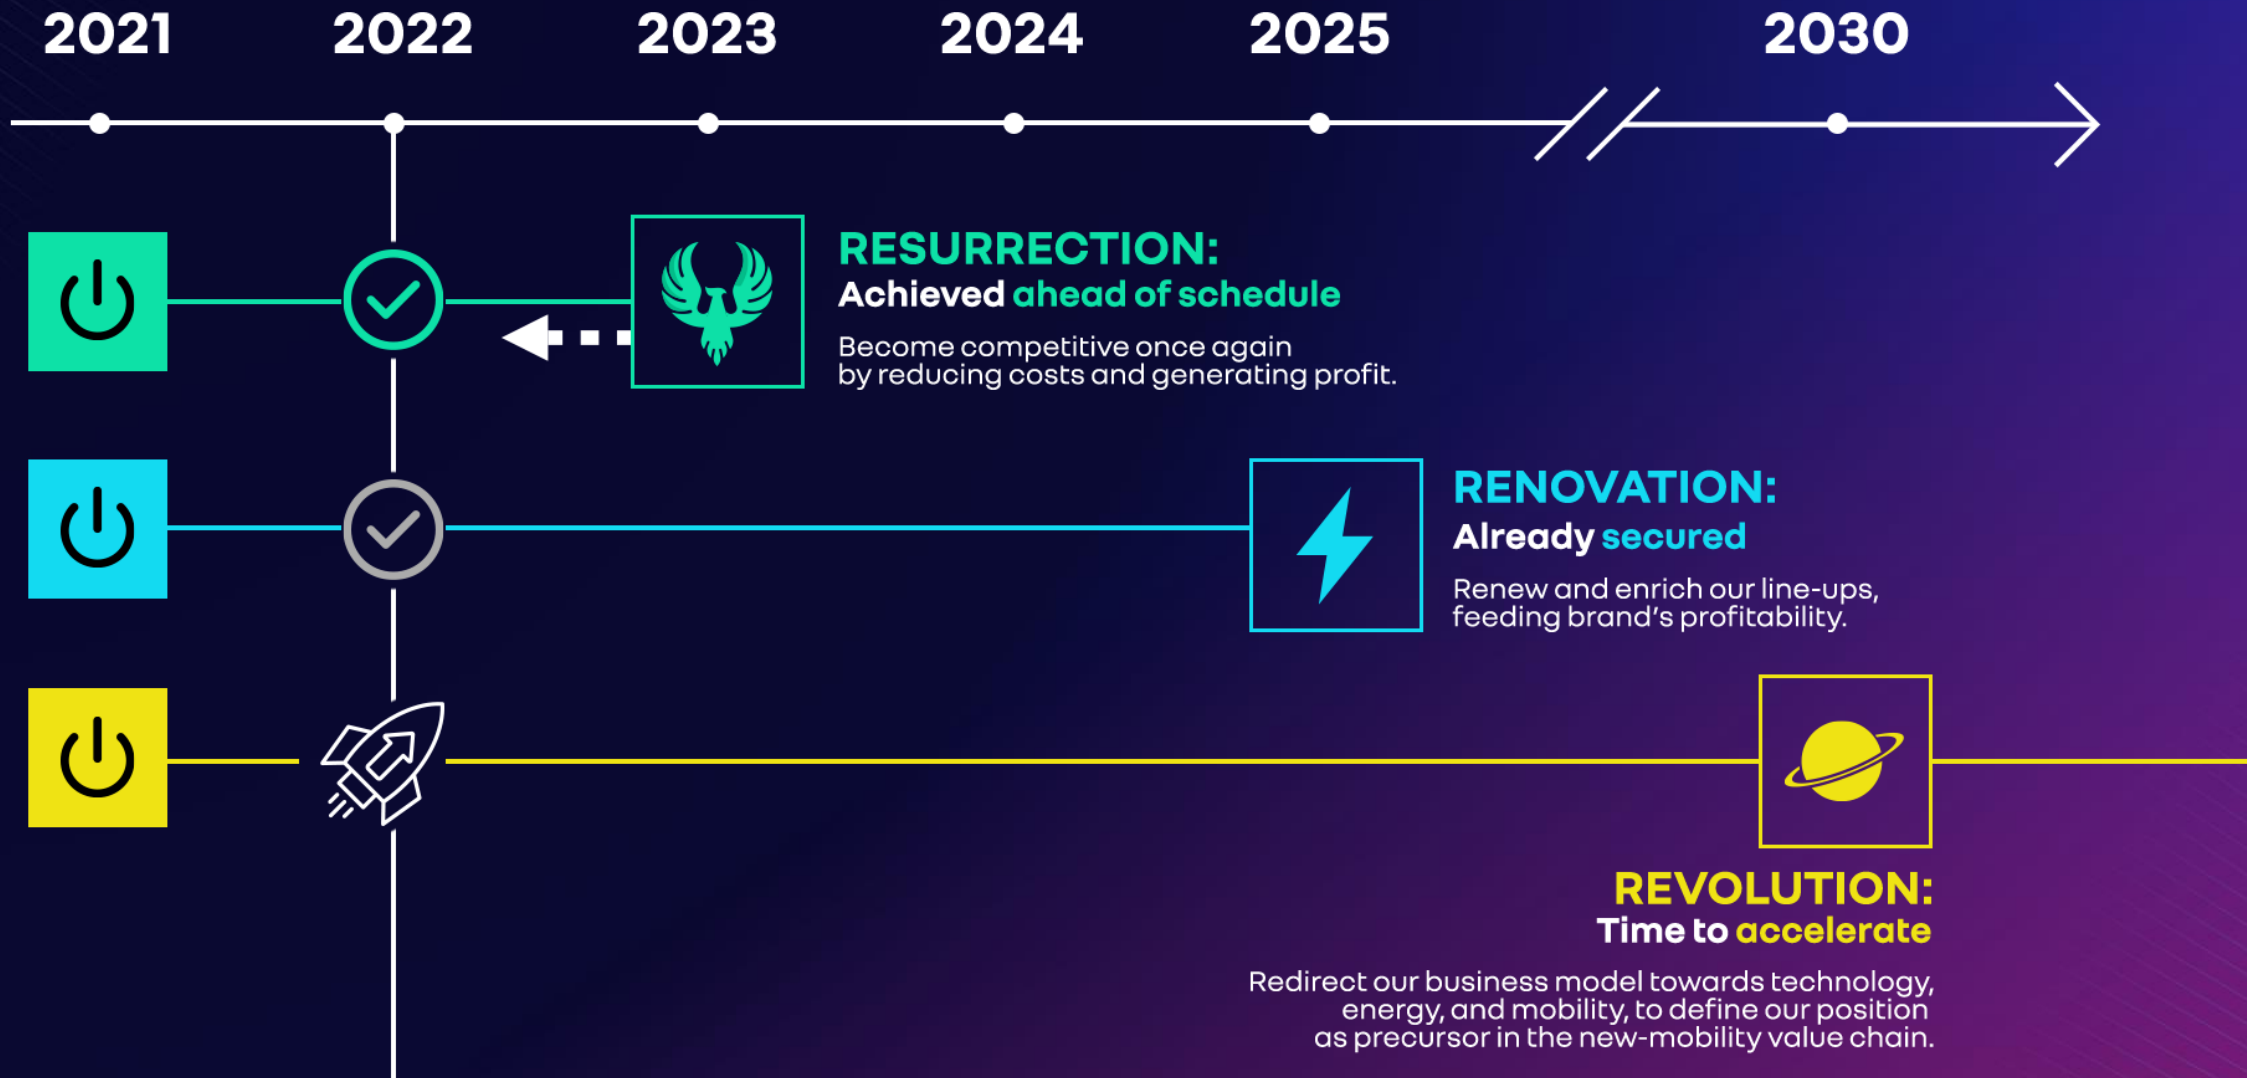 2021 2022 2023 2024 2025 2030
RESURRECTION:
Achieved ahead of schedule
Become competitive once again
by reducing costs and generating profit.
RENOVATION:
Already secured
Renew and enrich our line-ups,
feeding brand's profitability.
REVOLUTION:
Time to accelerate
Redirect our business model towards technology,
energy, and mobility, to define our position
as precursor in the new-mobility value chain.